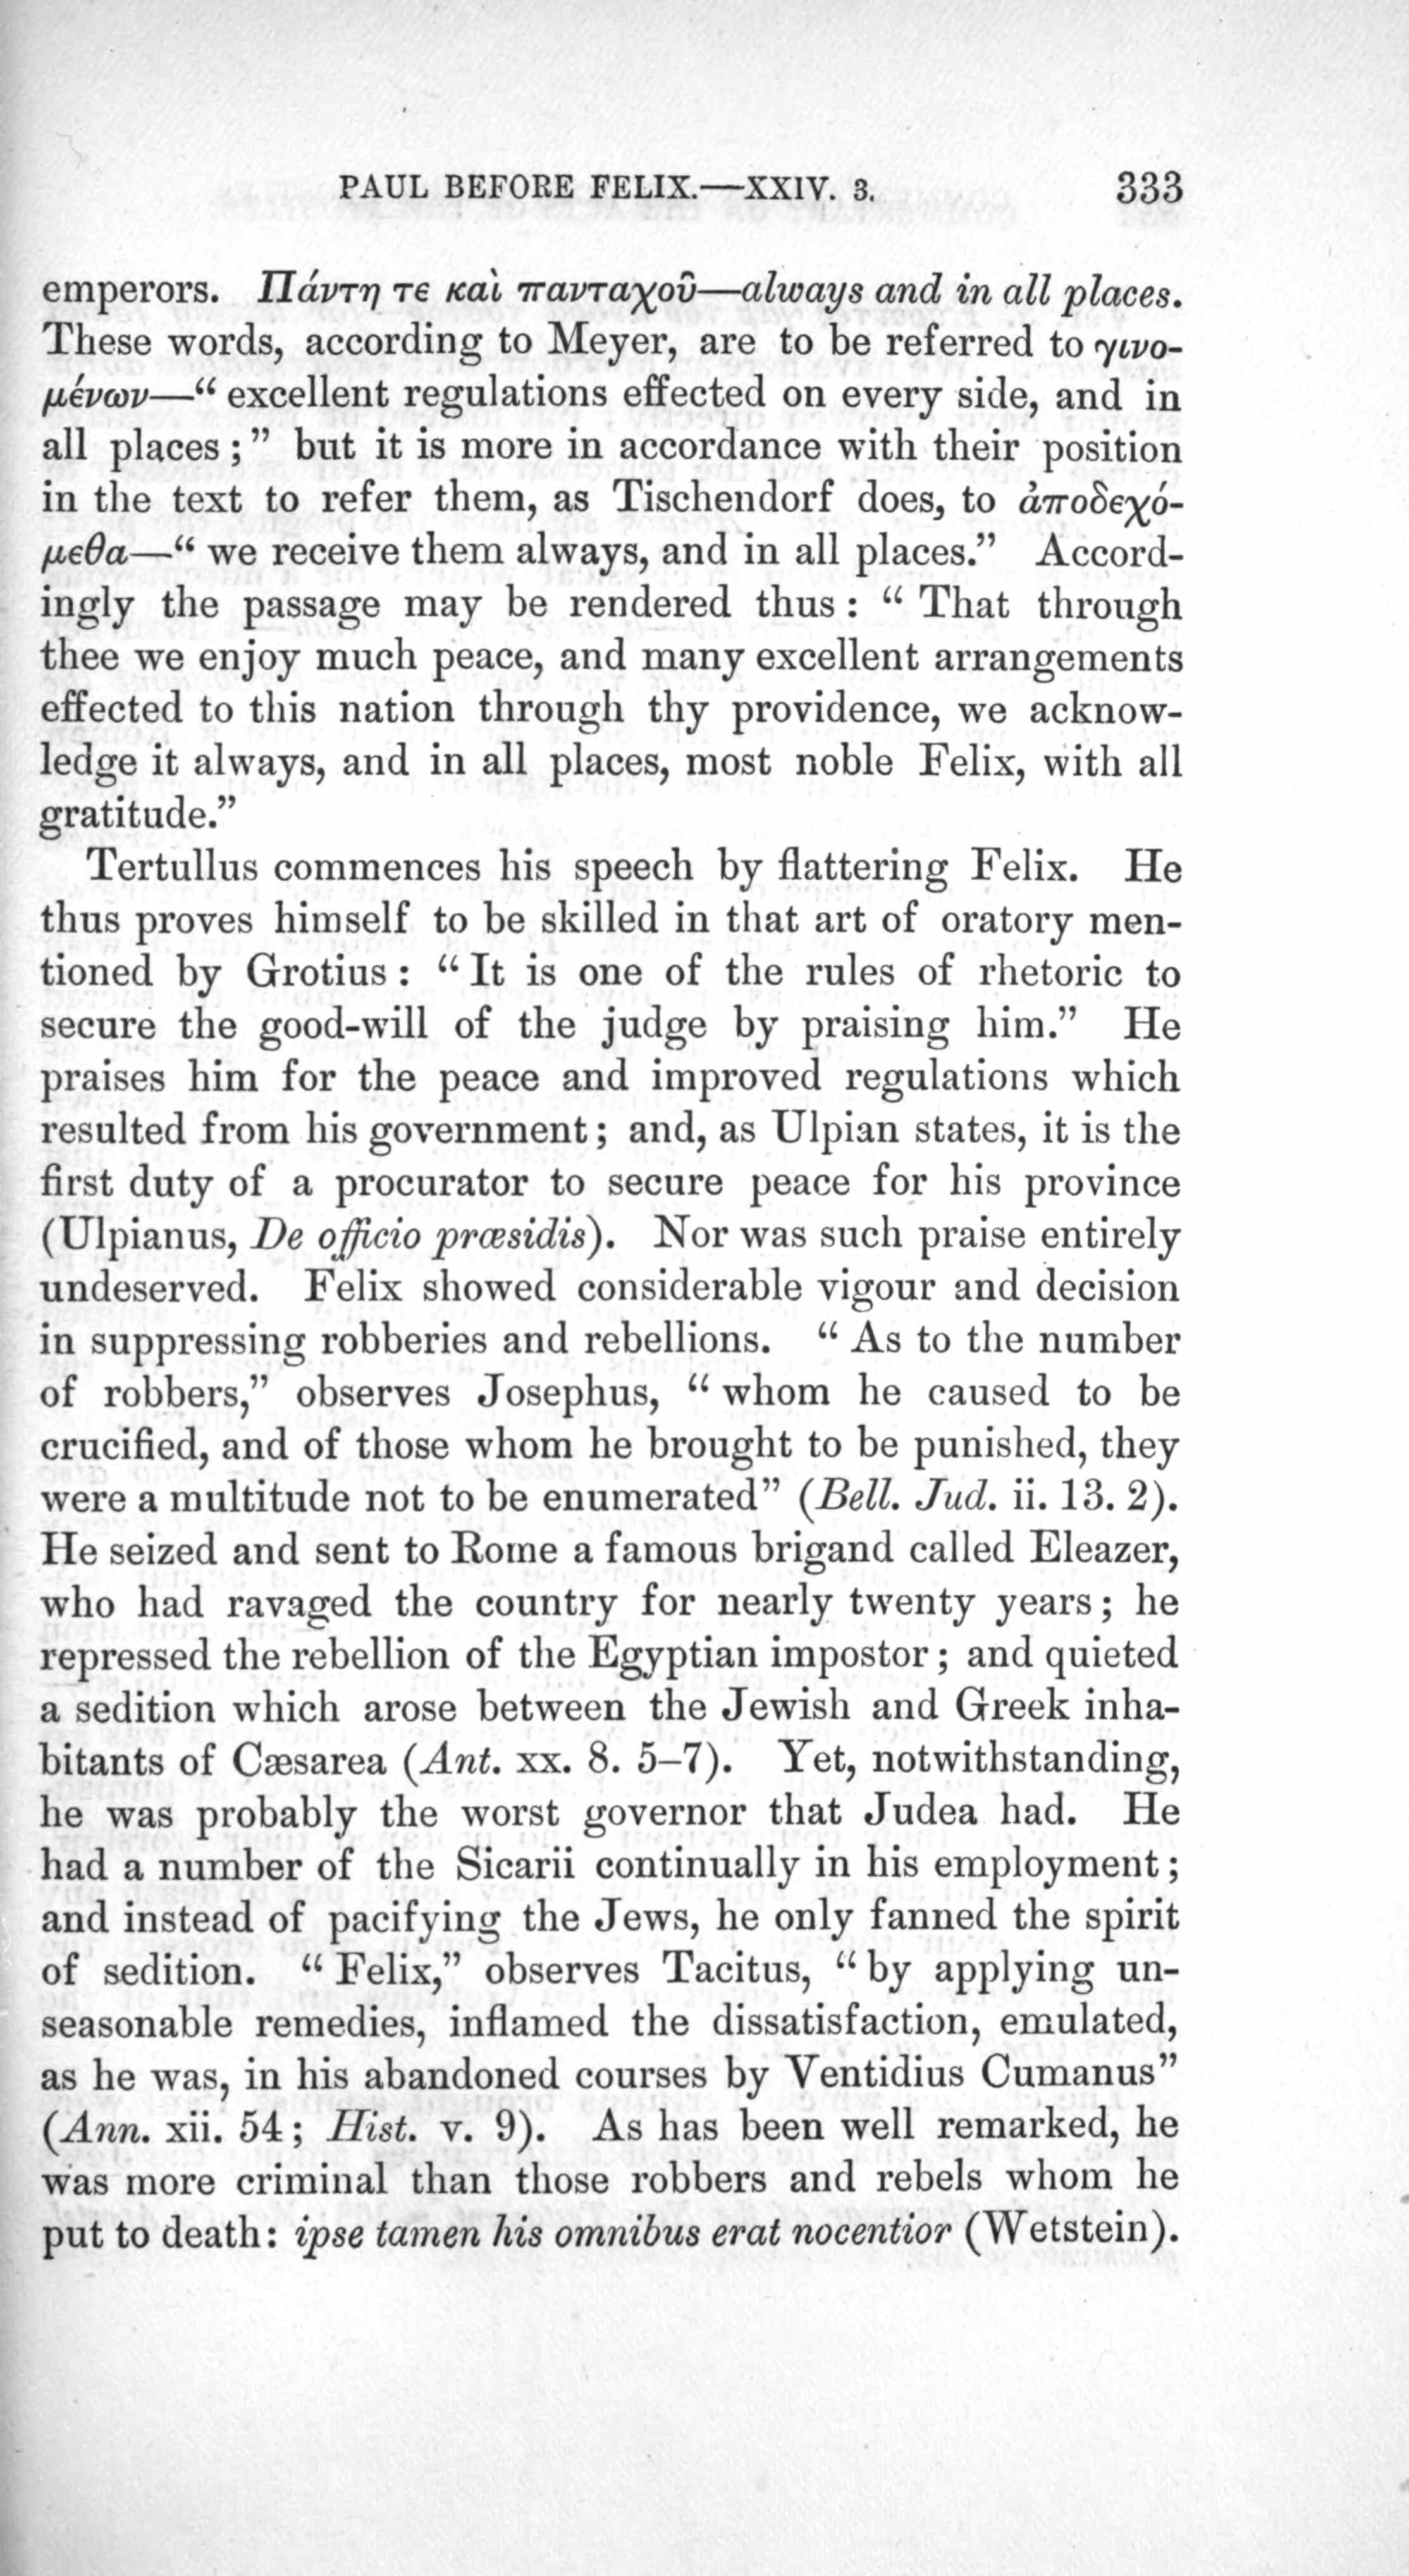 PAUL BEFORE FELIX.—XXIV. 3. 333
emperors. Πάντη τε καὶ πανταχοῦ—always and in all places.
These words, according to Meyer, are to be referred to γινο-
μένων—“ excellent regulations effected on every side, and in
all places ;” but it is more in accordance with their position
in the text to refer them, as Tischendorf does, to ἀποδεχό-
μεθα—“ we receive them always, and in all places.” Accord-
ingly the passage may be rendered thus : “ That through
thee we enjoy much peace, and many excellent arrangements
effected to this nation through thy providence, we acknow-
ledge it always, and in all places, most noble Felix, with all
gratitude.”
Tertullus commences his speech by flattering Felix. He
thus proves himself to be skilled in that art of oratory men-
tioned by Grotius : “ It is one of the rules of rhetoric to
secure the good-will of the judge by praising him.” He
praises him for the peace and improved regulations which
resulted from his government ; and, as Ulpian states, it is the
first duty of a procurator to secure peace for his province
(Ulpianus, De officio præsidis). Nor was such praise entirely
undeserved. Felix showed considerable vigour and decision
in suppressing robberies and rebellions. “ As to the number
of robbers,” observes Josephus, “ whom he caused to be
crucified, and of those whom he brought to be punished, they
were a multitude not to be enumerated” (Bell. Jud. ii. 13. 2).
He seized and sent to Rome a famous brigand called Eleazer,
who had ravaged the country for nearly twenty years ; he
repressed the rebellion of the Egyptian impostor ; and quieted
a sedition which arose between the Jewish and Greek inha-
bitants of Cæsarea (Ant. xx. 8. 5–7). Yet, notwithstanding,
he was probably the worst governor that Judea had. He
had a number of the Sicarii continually in his employment ;
and instead of pacifying the Jews, he only fanned the spirit
of sedition. “ Felix,” observes Tacitus, “ by applying un-
seasonable remedies, inflamed the dissatisfaction, emulated,
as he was, in his abandoned courses by Ventidius Cumanus”
(Ann. xii. 54 ; Hist. v. 9). As has been well remarked, he
was more criminal than those robbers and rebels whom he
put to death : ipse tamen his omnibus erat nocentior (Wetstein).